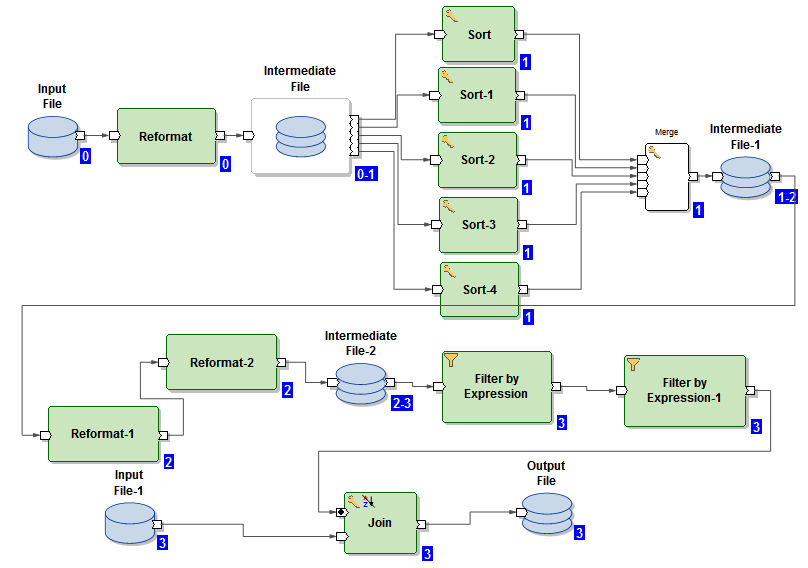 Input
File
0
Reformat
0
Intermediate
File
0-1
Sort
1
Sort-1
1
Sort-2
1
Sort-3
1
Sort-4
1
Merge
1
Intermediate
File-1
1-2
Reformat-1
2
Reformat-2
2
Intermediate
File-2
2-3
Filter by
Expression
3
Filter by
Expression-1
3
Input
File-1
3
Join
3
Output
File
3